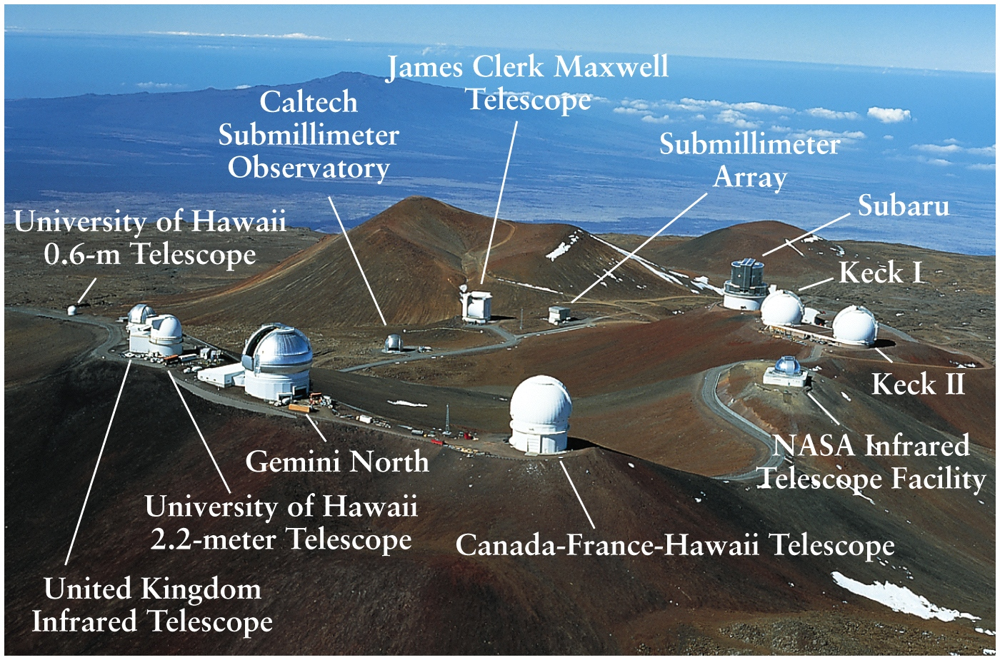 James Clerk Maxwell
Telescope
Caltech
Submillimeter
Observatory
Submillimeter
Array
Subaru
University of Hawaii
0.6-m Telescope
Keck I
Keck II
NASA Infrared
Telescope Facility
Gemini North
University of Hawaii
2.2-meter Telescope
Canada-France-Hawaii Telescope
United Kingdom
Infrared Telescope